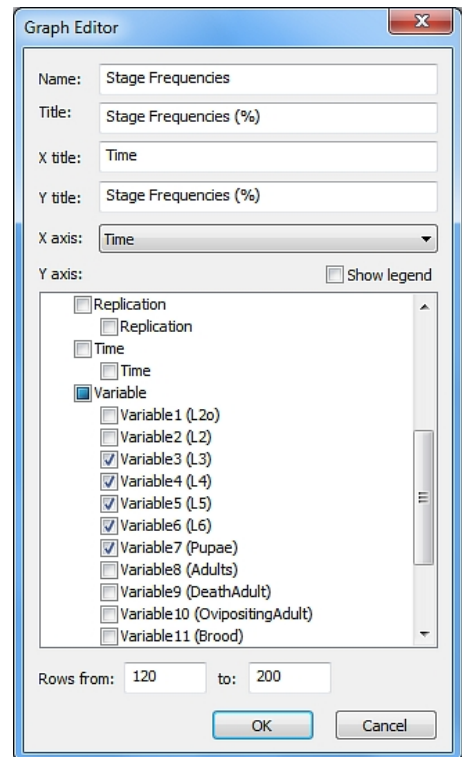 Graph Editor
Name: Stage Frequencies
Title: Stage Frequencies (%)
X title: Time
Y title: Stage Frequencies (%)
X axis: Time
Y axis: Show legend
Replication
Replication
Time
Time
Variable
Variable1 (L2o)
Variable2 (L2)
Variable3 (L3)
Variable4 (L4)
Variable5 (L5)
Variable6 (L6)
Variable7 (Pupae)
Variable8 (Adults)
Variable9 (DeathAdult)
Variable10 (OvipositingAdult)
Variable11 (Brood)
Rows from: 120 to: 200
OK Cancel